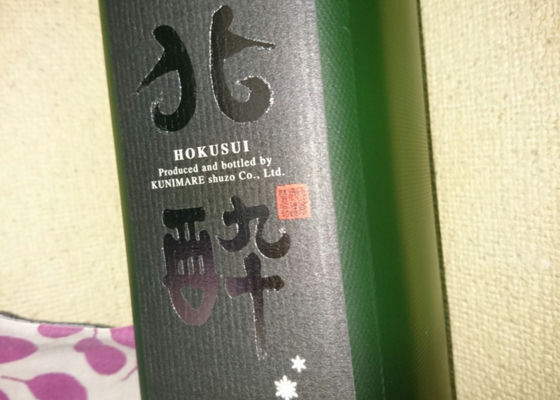 北
HOKUSUI
Produced and bottled by
KUNIMARE shuzo Co., Ltd.
酔